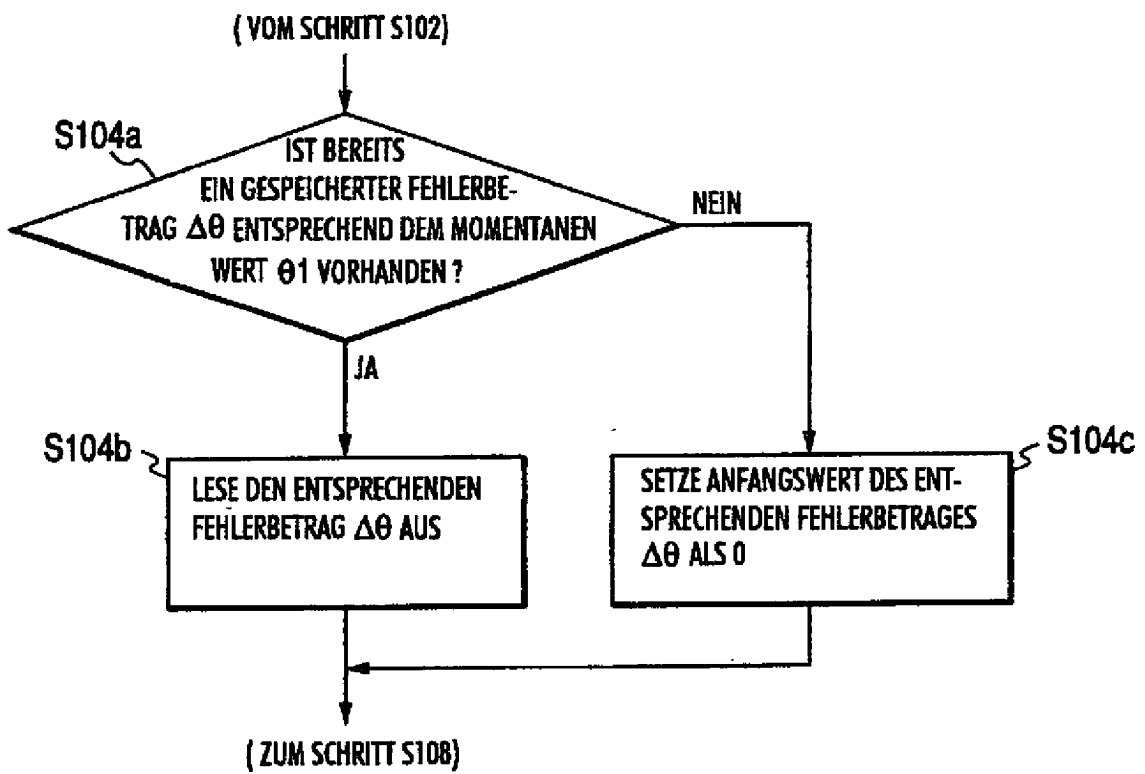 ( VOM SCHRITT S102)
S104a
IST BEREITS
EIN GESPEICHERTER FEHLERBE-
TRAG Δθ ENTSPRECHEND DEM MOMENTANEN
WERT θ1 VORHANDEN ?
NEIN
JA
S104b
LESE DEN ENTSPRECHENDEN
FEHLERBETRAG Δθ AUS
S104c
SETZE ANFANGSWERT DES ENT-
SPRECHENDEN FEHLERBETRAGES
Δθ ALS 0
( ZUM SCHRITT S108)